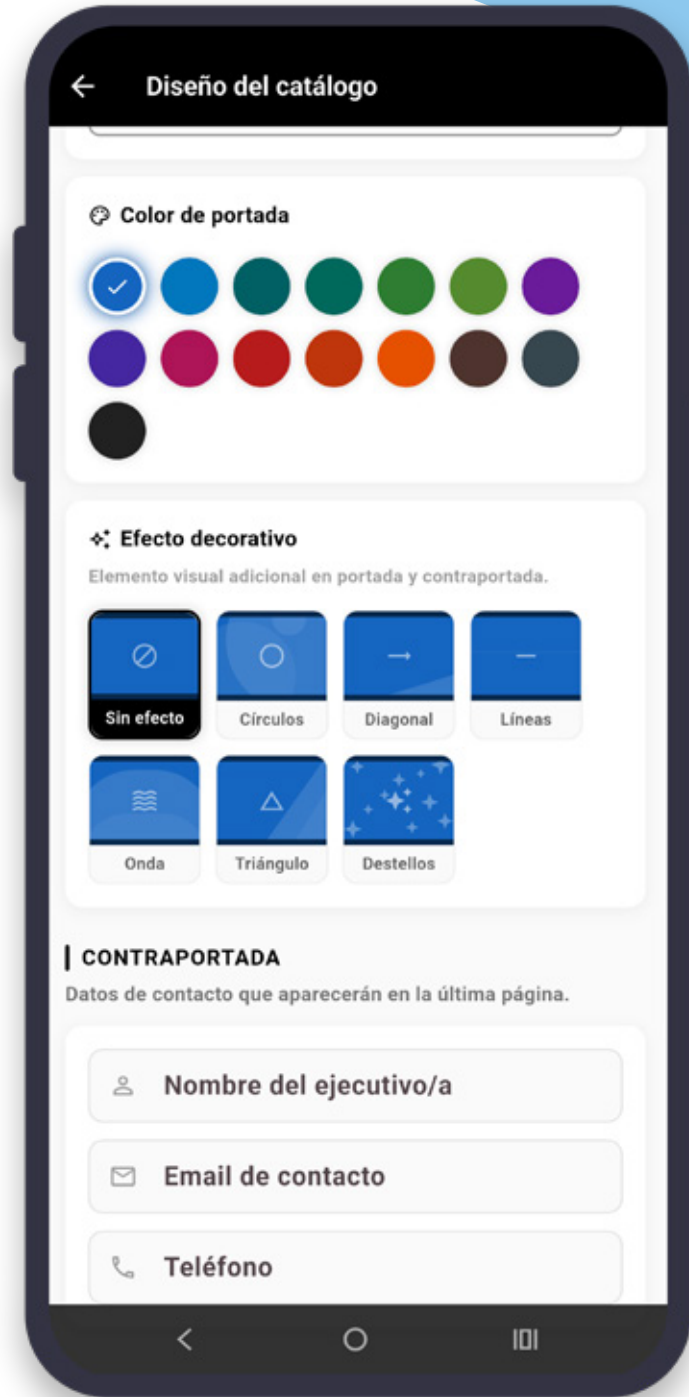 Diseño del catálogo
Color de portada
Efecto decorativo
Elemento visual adicional en portada y contraportada.
Sin efecto
Círculos
Diagonal
Líneas
Onda
Triángulo
Destellos
CONTRAPORTADA
Datos de contacto que aparecerán en la última página.
Nombre del ejecutivo/a
Email de contacto
Teléfono